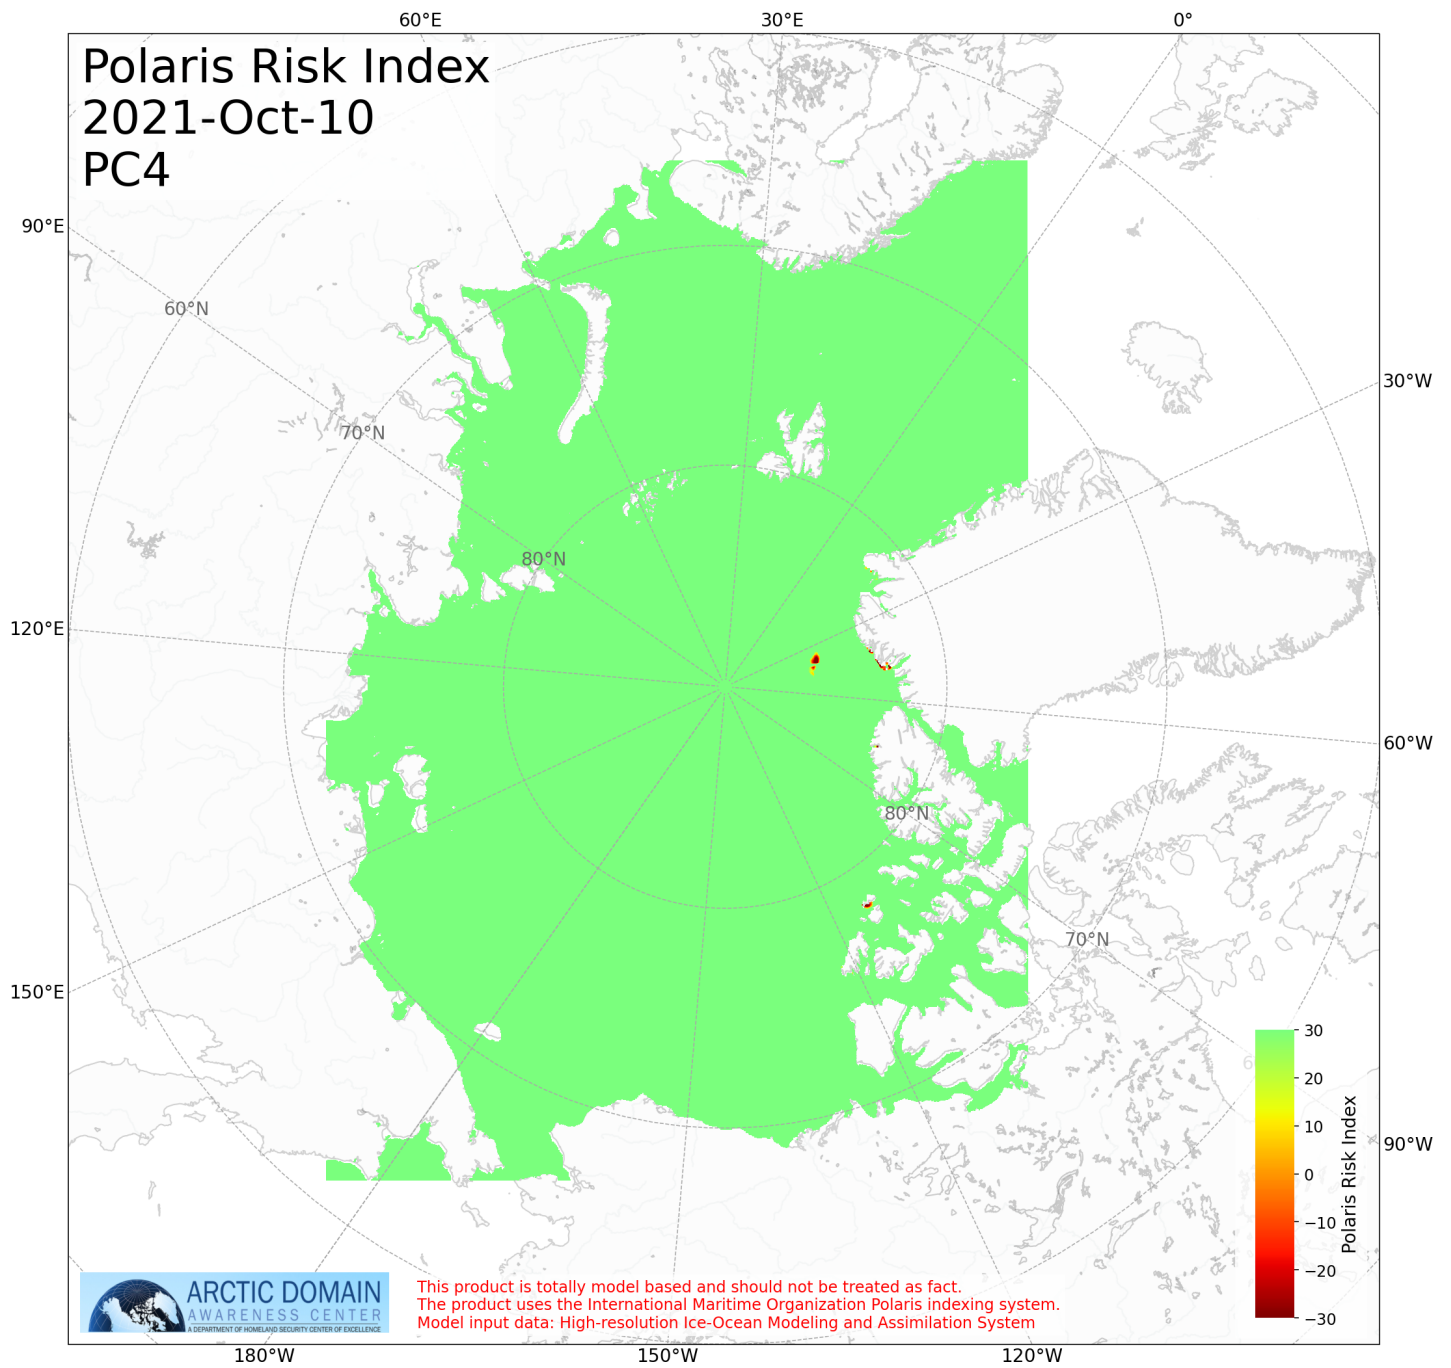 60°E 30°E 0°
Polaris Risk Index
2021-Oct-10
PC4
90°E
60°N
30°W
70°N
80°N
120°E
60°W
80°N
70°N
150°E
30
20
10
0
−10
−20
−30
Polaris Risk Index
90°W
ARCTIC DOMAIN
AWARENESS CENTER
A DEPARTMENT OF HOMELAND SECURITY CENTER OF EXCELLENCE
This product is totally model based and should not be treated as fact.
The product uses the International Maritime Organization Polaris indexing system.
Model input data: High-resolution Ice-Ocean Modeling and Assimilation System
180°W 150°W 120°W